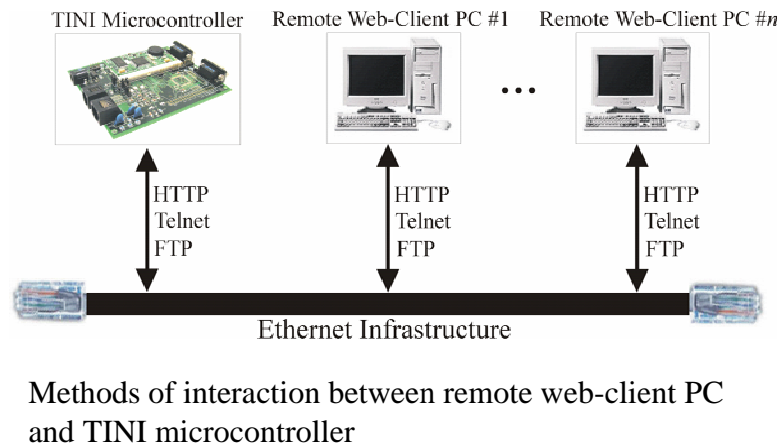 TINI Microcontroller
Remote Web-Client PC #1
Remote Web-Client PC #n
...
HTTP
Telnet
FTP
HTTP
Telnet
FTP
HTTP
Telnet
FTP
Ethernet Infrastructure
Methods of interaction between remote web-client PC
and TINI microcontroller